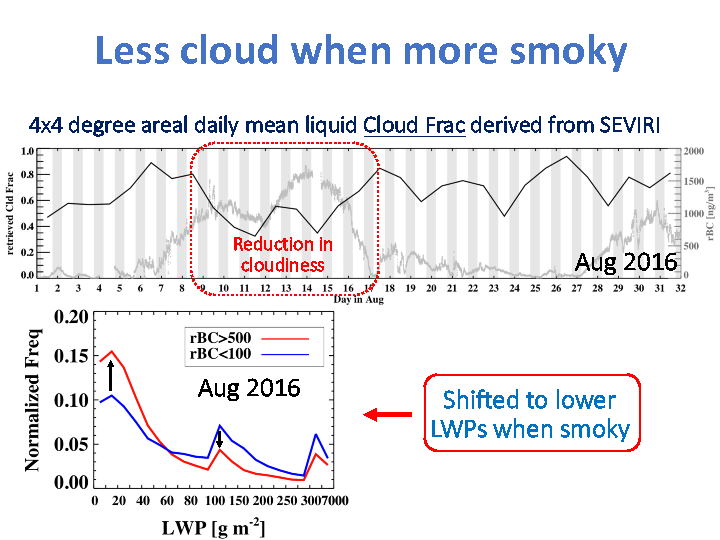 Less cloud when more smoky
4x4 degree areal daily mean liquid Cloud Frac derived from SEVIRI
retrieved Cld Frac
1.0
0.8
0.6
0.4
0.2
0.0
2000
1500
1000
500
0
rBC [ng/m³]
Reduction in
cloudiness
Aug 2016
1 2 3 4 5 6 7 8 9 10 11 12 13 14 15 16 17 18 19 20 21 22 23 24 25 26 27 28 29 30 31 32
Day in Aug
Normalized Freq
0.20
0.15
0.10
0.05
0.00
rBC>500
rBC<100
Aug 2016
0 20 40 60 80 100 150 200 250 3007000
LWP [g m⁻²]
Shifted to lower
LWPs when smoky